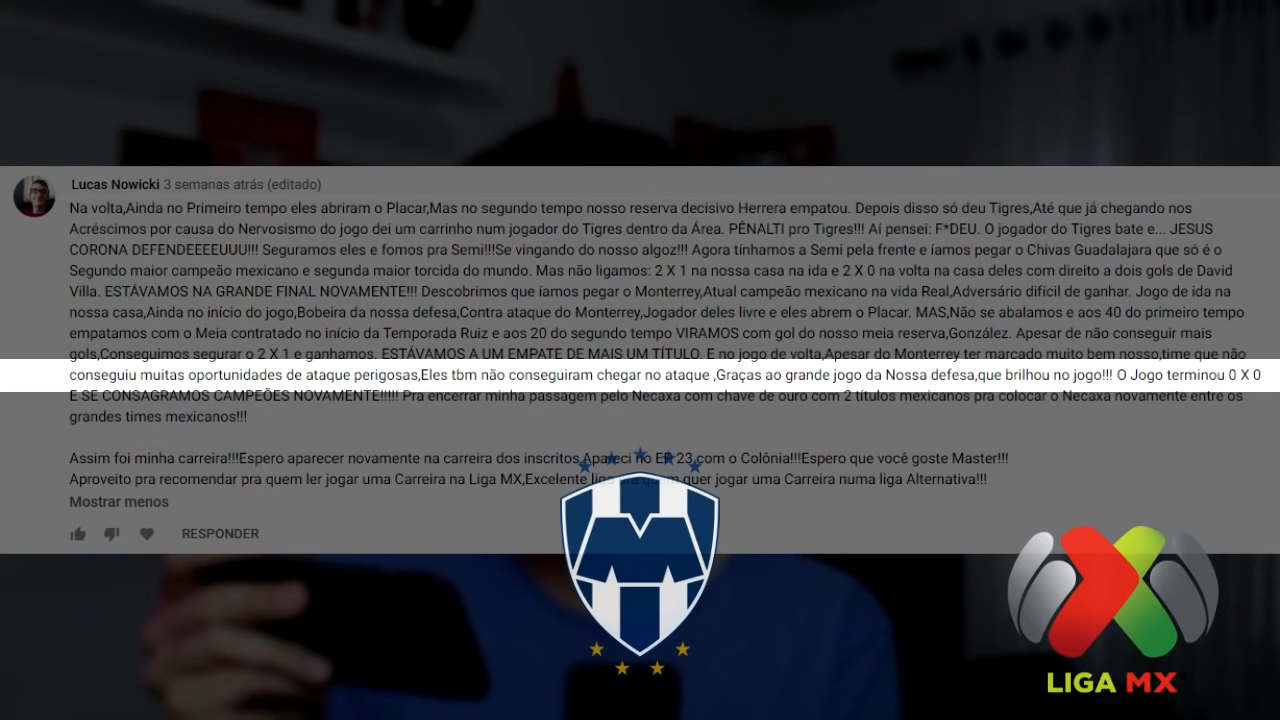 Lucas Nowicki 3 semanas atrás (editado)
Na volta,Ainda no Primeiro tempo eles abriram o Placar,Mas no segundo tempo nosso reserva decisivo Herrera empatou. Depois disso só deu Tigres,Até que já chegando nos
Acréscimos por causa do Nervosismo do jogo dei um carrinho num jogador do Tigres dentro da Área. PÊNALTI pro Tigres!!! Aí pensei: F*DEU. O jogador do Tigres bate e... JESUS
CORONA DEFENDEEEEUUU!!! Seguramos eles e fomos pra Semi!!!Se vingando do nosso algoz!!! Agora tínhamos a Semi pela frente e íamos pegar o Chivas Guadalajara que só é o
Segundo maior campeão mexicano e segunda maior torcida do mundo. Mas não ligamos: 2 X 1 na nossa casa na ida e 2 X 0 na volta na casa deles com direito a dois gols de David
Villa. ESTÁVAMOS NA GRANDE FINAL NOVAMENTE!!! Descobrimos que íamos pegar o Monterrey,Atual campeão mexicano na vida Real,Adversário difícil de ganhar. Jogo de ida na
nossa casa,Ainda no início do jogo,Bobeira da nossa defesa,Contra ataque do Monterrey,Jogador deles livre e eles abrem o Placar. MAS,Não se abalamos e aos 40 do primeiro tempo
empatamos com o Meia contratado no início da Temporada Ruiz e aos 20 do segundo tempo VIRAMOS com gol do nosso meia reserva,González. Apesar de não conseguir mais
gols,Conseguimos segurar o 2 X 1 e ganhamos. ESTÁVAMOS A UM EMPATE DE MAIS UM TÍTULO. E no jogo de volta,Apesar do Monterrey ter marcado muito bem nosso,time que não
conseguiu muitas oportunidades de ataque perigosas,Eles tbm não conseguiram chegar no ataque ,Graças ao grande jogo da Nossa defesa,que brilhou no jogo!!! O Jogo terminou 0 X 0
E SE CONSAGRAMOS CAMPEÕES NOVAMENTE!!!!! Pra encerrar minha passagem pelo Necaxa com chave de ouro com 2 títulos mexicanos pra colocar o Necaxa novamente entre os
grandes times mexicanos!!!
Assim foi minha carreira!!!Espero aparecer novamente na carreira dos inscritos,Apareci no EP 23 com o Colônia!!!Espero que você goste Master!!!
Aproveito pra recomendar pra quem ler jogar uma Carreira na Liga MX,Excelente liga pra quem quer jogar uma Carreira numa liga Alternativa!!!
Mostrar menos
RESPONDER
LIGA MX